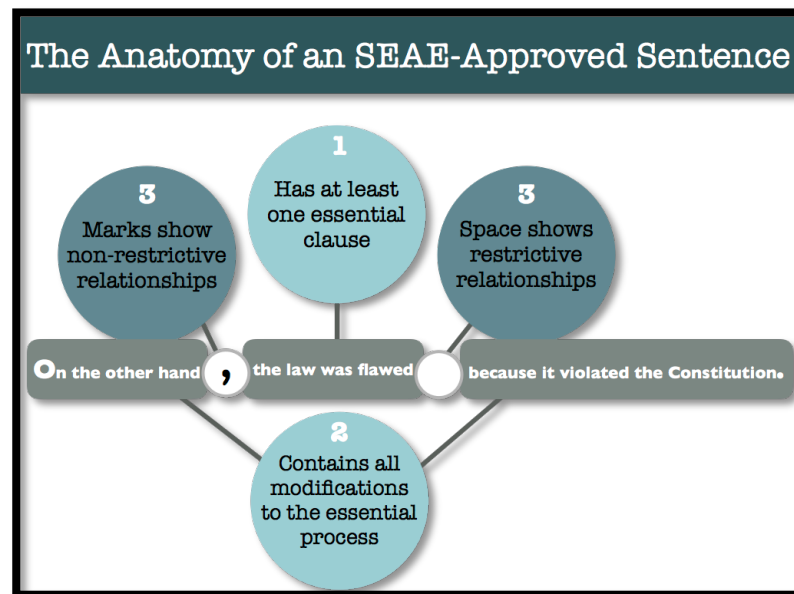 The Anatomy of an SEAE-Approved Sentence
3
Marks show
non-restrictive
relationships
1
Has at least
one essential
clause
3
Space shows
restrictive
relationships
On the other hand , the law was flawed because it violated the Constitution.
2
Contains all
modifications
to the essential
process